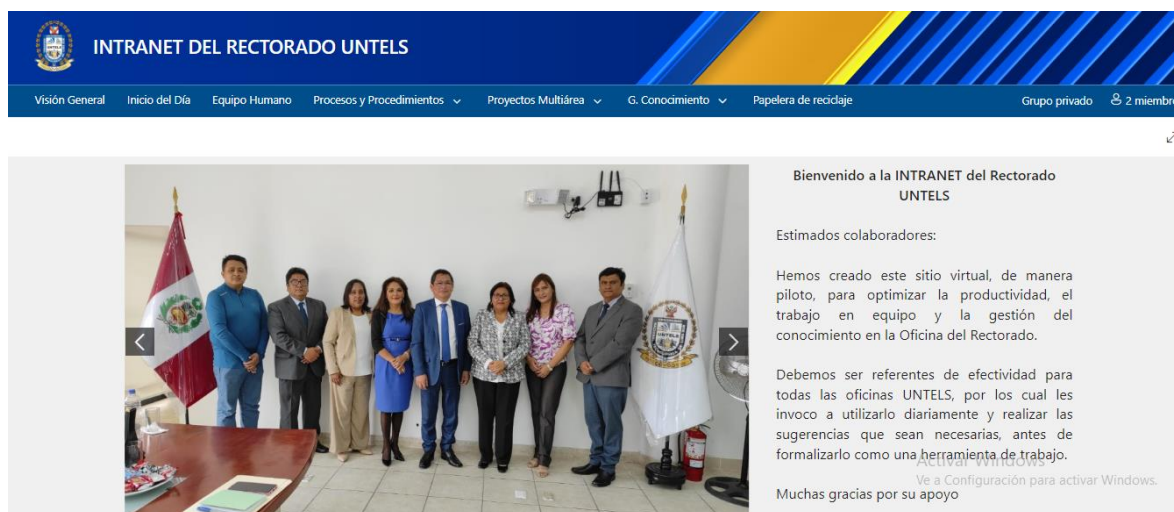 INTRANET DEL RECTORADO UNTELS
Visión General Inicio del Día Equipo Humano Procesos y Procedimientos Proyectos Multiárea G. Conocimiento Papelera de reciclaje Grupo privado 2 miembro
Bienvenido a la INTRANET del Rectorado
UNTELS
Estimados colaboradores:
Hemos creado este sitio virtual, de manera
piloto, para optimizar la productividad, el
trabajo en equipo y la gestión del
conocimiento en la Oficina del Rectorado.
Debemos ser referentes de efectividad para
todas las oficinas UNTELS, por los cual les
invoco a utilizarlo diariamente y realizar las
sugerencias que sean necesarias, antes de
formalizarlo como una herramienta de trabajo.
Activar Windows
Ve a Configuración para activar Windows.
Muchas gracias por su apoyo